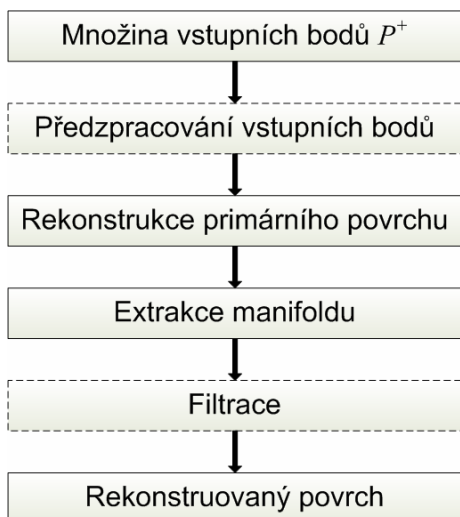 Množina vstupních bodů P⁺
Předzpracování vstupních bodů
Rekonstrukce primárního povrchu
Extrakce manifoldu
Filtrace
Rekonstruovaný povrch